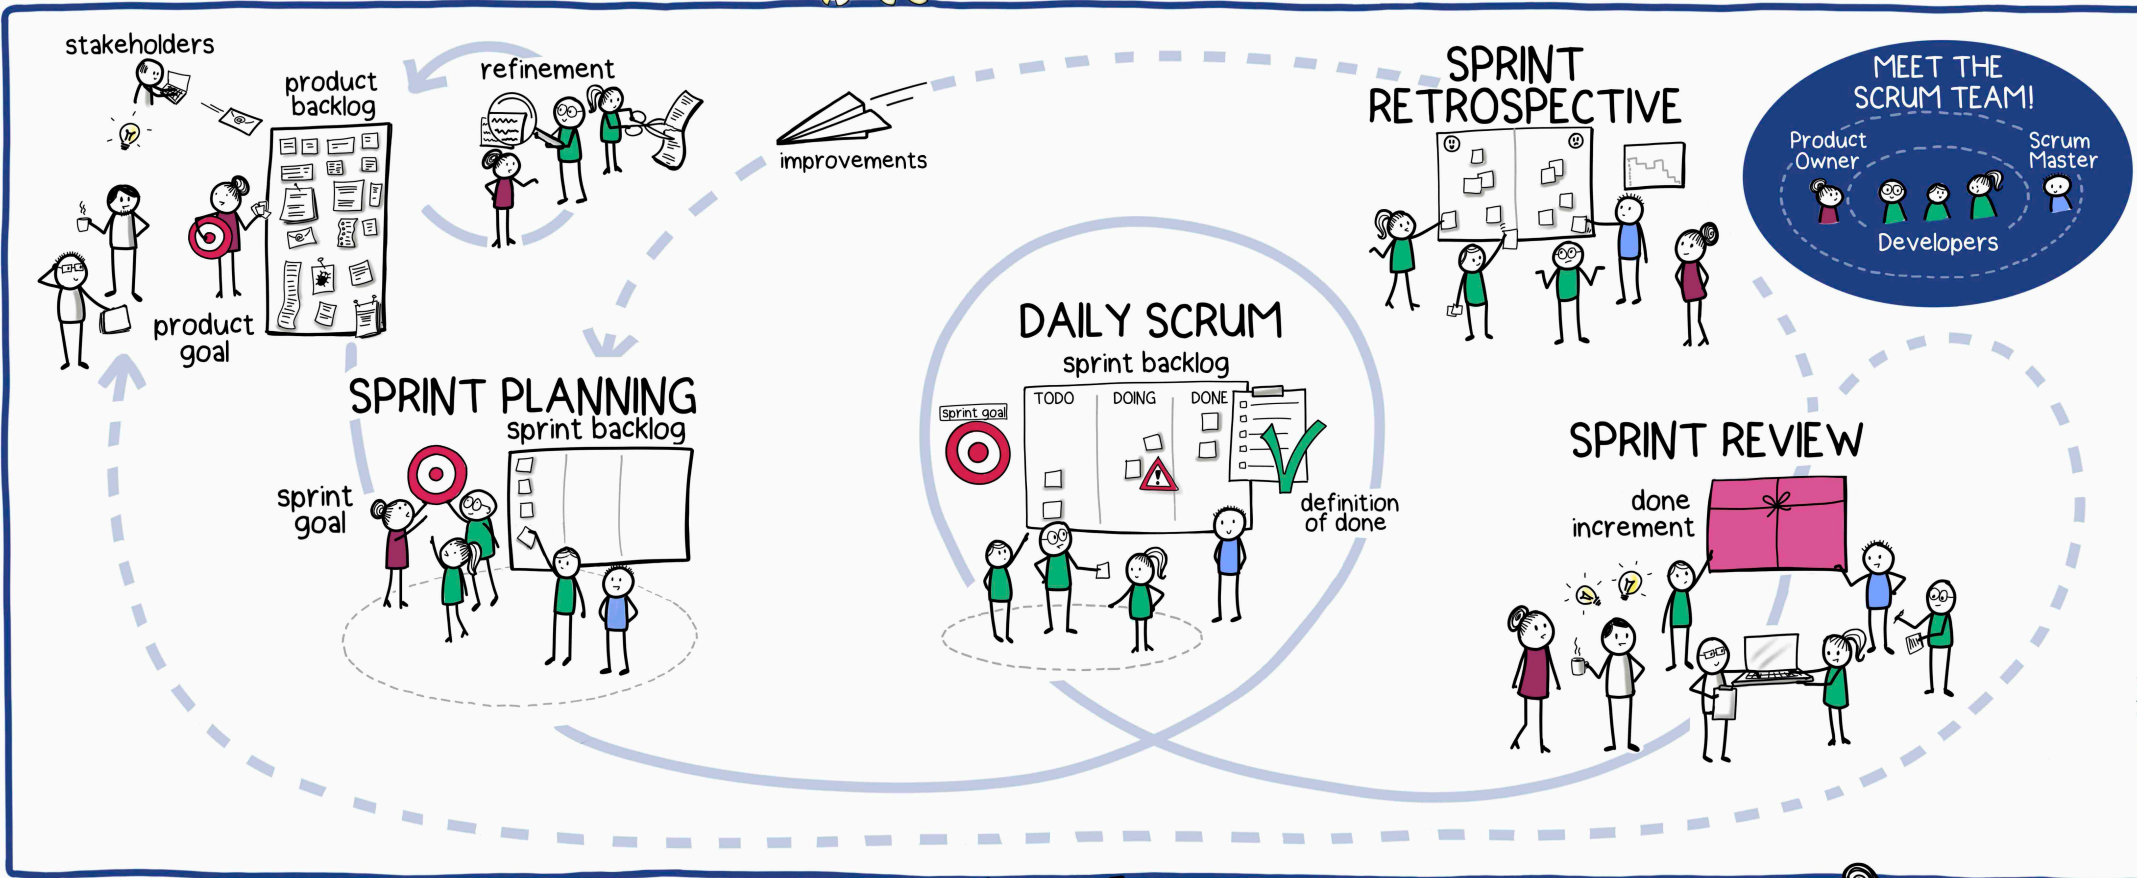 stakeholders
product
backlog
refinement
improvements
SPRINT
RETROSPECTIVE
MEET THE
SCRUM TEAM!
Product
Owner
Scrum
Master
Developers
product
goal
SPRINT PLANNING
sprint backlog
sprint
goal
DAILY SCRUM
sprint backlog
sprint goal
TODO
DOING
DONE
definition
of done
SPRINT REVIEW
done
increment